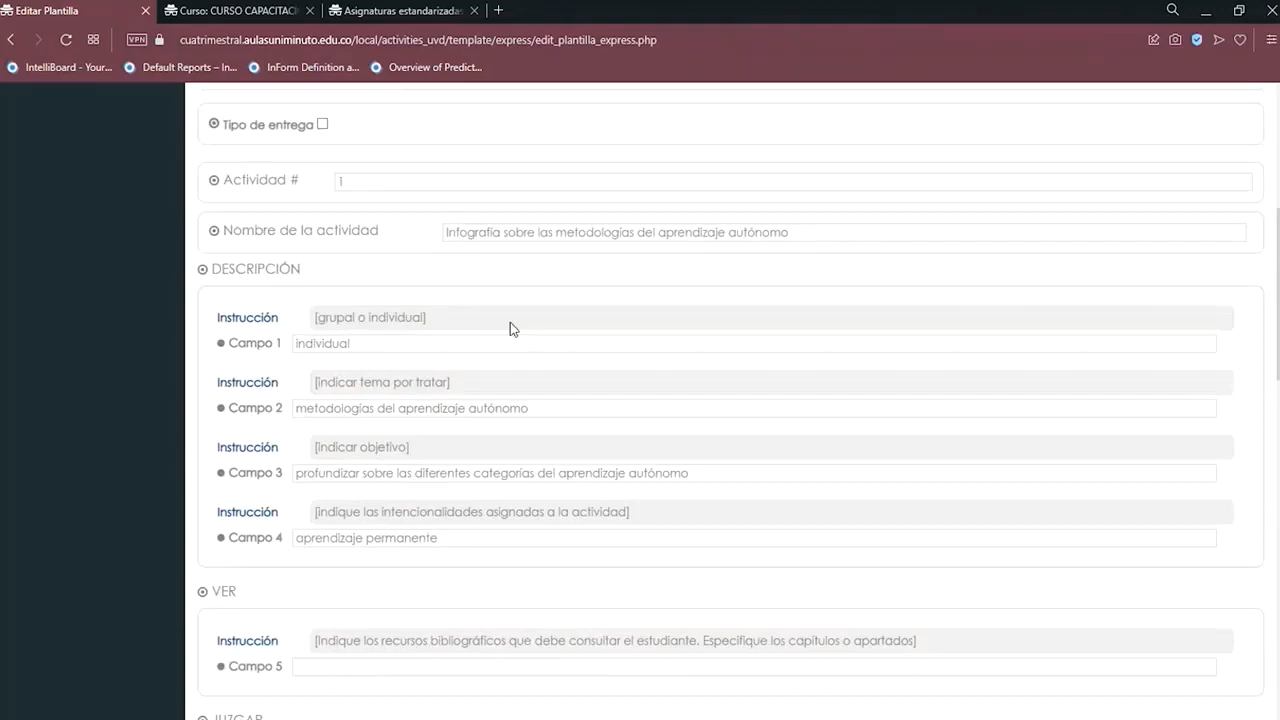 Editar Plantilla
Curso: CURSO CAPACITACI
Asignaturas estandarizadas
VPN
cuatrimestral.aulasuniminuto.edu.co/local/activities_uvd/template/express/edit_plantilla_express.php
IntelliBoard - Your...
Default Reports – In...
InForm Definition a...
Overview of Predict...
Tipo de entrega
Actividad # 1
Nombre de la actividad Infografía sobre las metodologías del aprendizaje autónomo
DESCRIPCIÓN
Instrucción [grupal o individual]
Campo 1 individual
Instrucción [indicar tema por tratar]
Campo 2 metodologías del aprendizaje autónomo
Instrucción [indicar objetivo]
Campo 3 profundizar sobre las diferentes categorías del aprendizaje autónomo
Instrucción [indique las intencionalidades asignadas a la actividad]
Campo 4 aprendizaje permanente
VER
Instrucción [Indique los recursos bibliográficos que debe consultar el estudiante. Especifique los capítulos o apartados]
Campo 5
JUZGAR